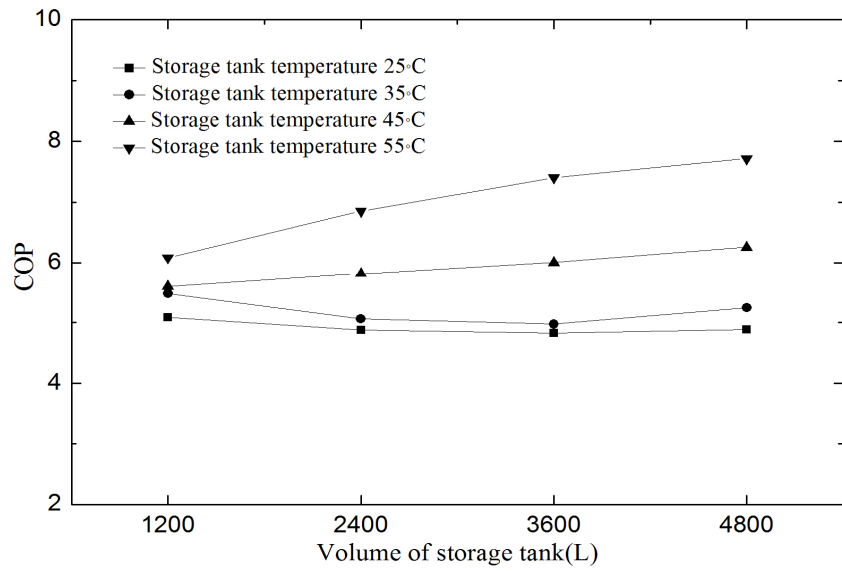 10
8
6
4
2
COP
Storage tank temperature 25°C
Storage tank temperature 35°C
Storage tank temperature 45°C
Storage tank temperature 55°C
1200 2400 3600 4800
Volume of storage tank(L)